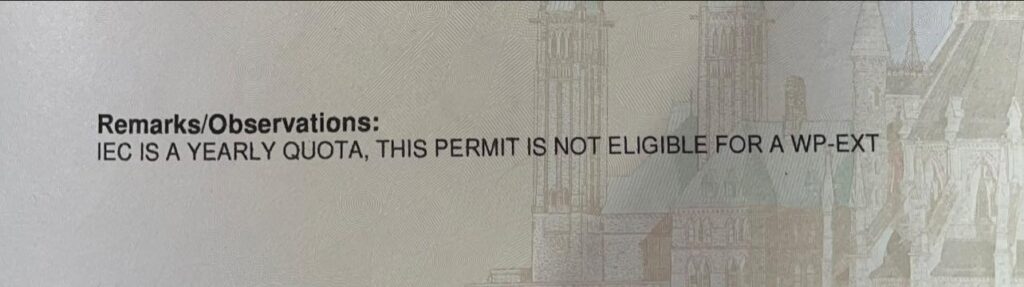 Remarks/Observations:
IEC IS A YEARLY QUOTA, THIS PERMIT IS NOT ELIGIBLE FOR A WP-EXT